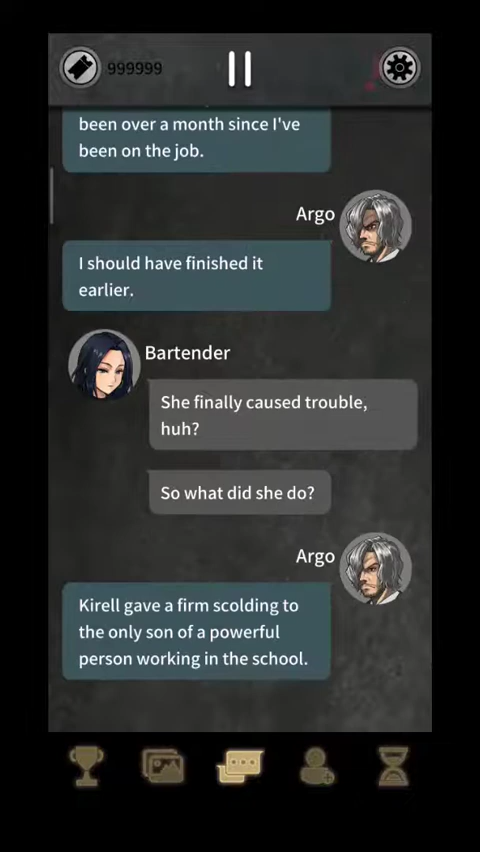 999999
been over a month since I've
been on the job.
Argo
I should have finished it
earlier.
Bartender
She finally caused trouble,
huh?
So what did she do?
Argo
Kirell gave a firm scolding to
the only son of a powerful
person working in the school.